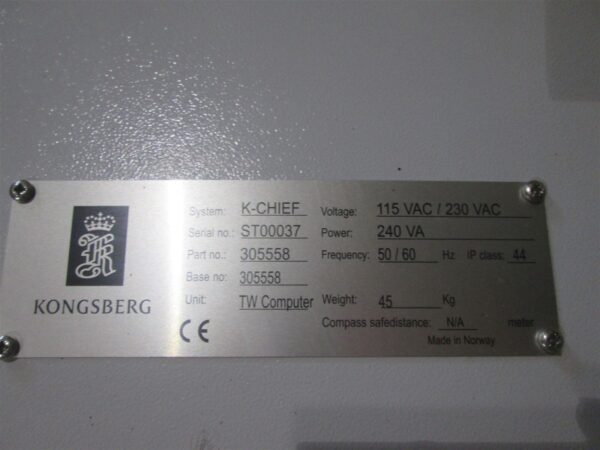 System: K-CHIEF Voltage: 115 VAC / 230 VAC
Serial no.: ST00037 Power: 240 VA
Part no.: 305558 Frequency: 50 / 60 Hz IP class: 44
Base no: 305558
Unit: TW Computer Weight: 45 Kg
KONGSBERG
CE
Compass safedistance: N/A meter
Made in Norway